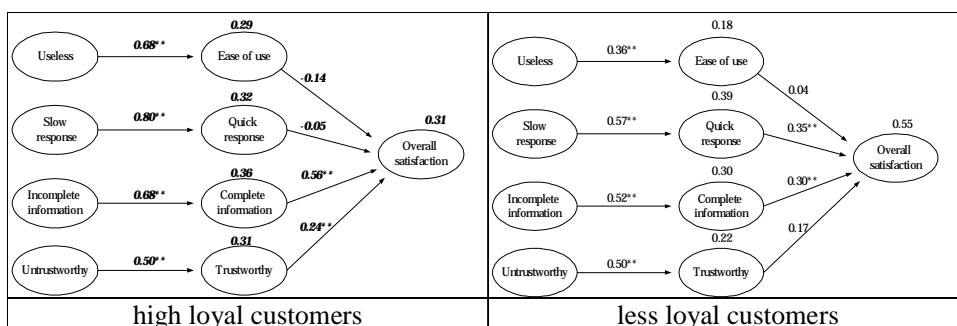 0.29
Useless
0.68**
Ease of use
-0.14
0.32
Slow
response
0.80**
Quick
response
-0.05
0.31
Overall
satisfaction
0.36
Incomplete
information
0.68**
Complete
information
0.56**
0.24**
0.31
Untrustworthy
0.50**
Trustworthy
high loyal customers
0.18
Useless
0.36**
Ease of use
0.04
0.39
Slow
response
0.57**
Quick
response
0.35**
0.55
Overall
satisfaction
0.30
Incomplete
information
0.52**
Complete
information
0.30**
0.17
0.22
Untrustworthy
0.50**
Trustworthy
less loyal customers